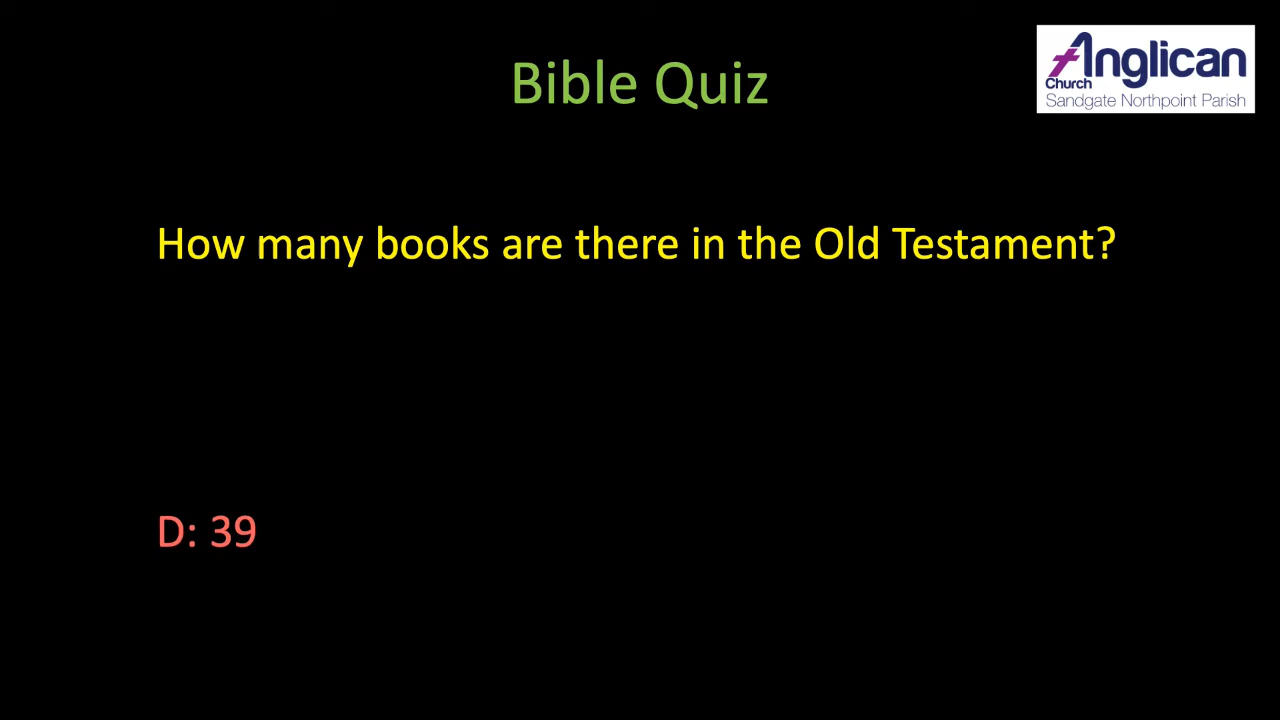 Bible Quiz
Anglican
Church
Sandgate Northpoint Parish
How many books are there in the Old Testament?
D: 39